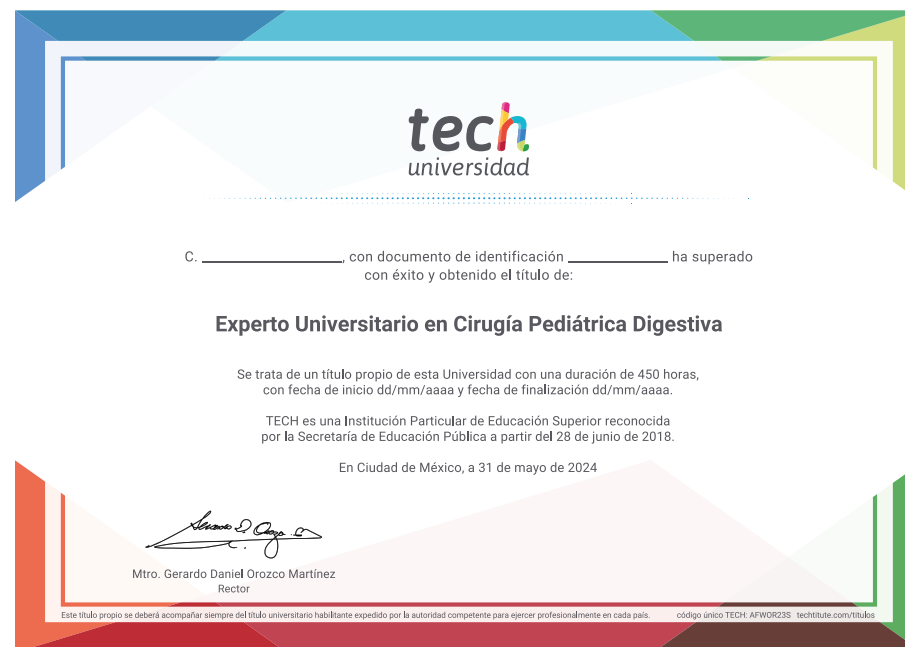 tech
universidad
C. ____________, con documento de identificación ____________ ha superado
con éxito y obtenido el título de:
Experto Universitario en Cirugía Pediátrica Digestiva
Se trata de un título propio de esta Universidad con una duración de 450 horas,
con fecha de inicio dd/mm/aaaa y fecha de finalización dd/mm/aaaa.
TECH es una Institución Particular de Educación Superior reconocida
por la Secretaría de Educación Pública a partir del 28 de junio de 2018.
En Ciudad de México, a 31 de mayo de 2024
Mtro. Gerardo Daniel Orozco Martínez
Rector
Este título propio se deberá acompañar siempre del título universitario habilitante expedido por la autoridad competente para ejercer profesionalmente en cada país. código único TECH: AFWOR23S techtitute.com/titulos